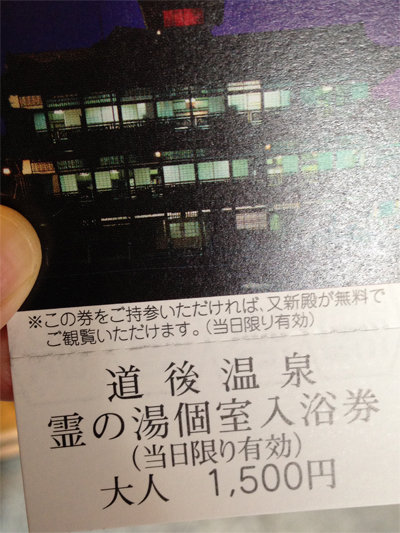 ※この券をご持参いただければ、又新殿が無料で
ご観覧いただけます。(当日限り有効)
道後温泉
霊の湯個室入浴券
(当日限り有効)
大人 1,500円